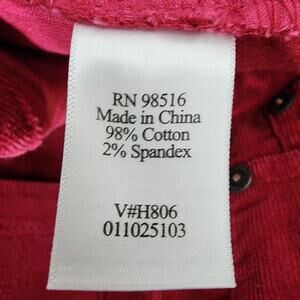 RN 98516
Made in China
98% Cotton
2% Spandex
V#H806
011025103